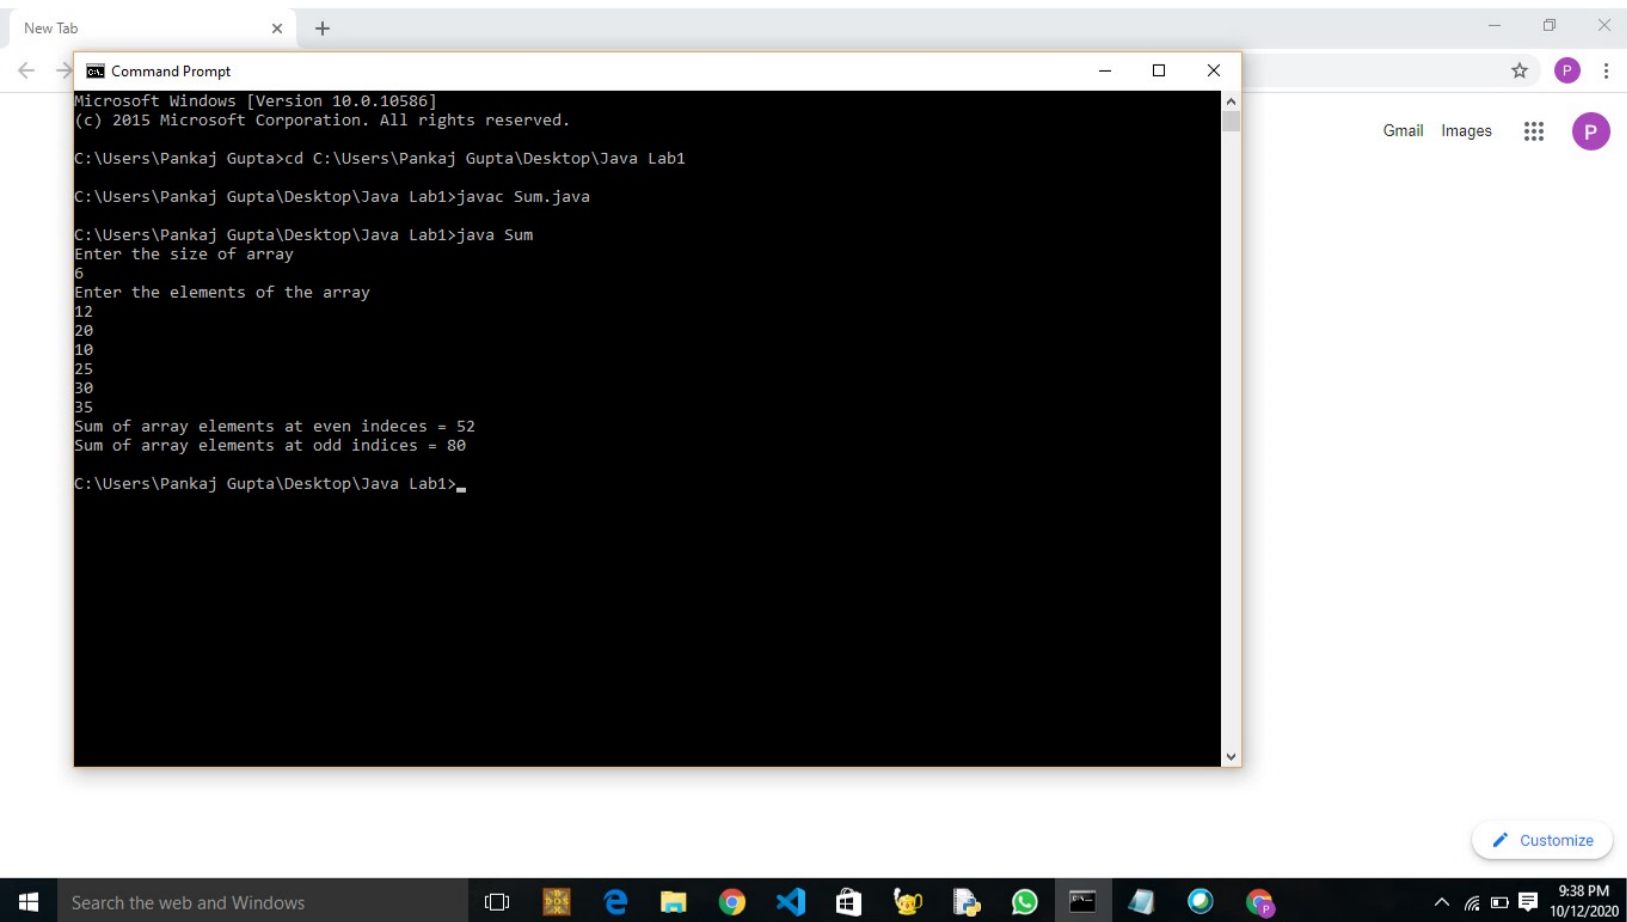 New Tab
Command Prompt
Microsoft Windows [Version 10.0.10586]
(c) 2015 Microsoft Corporation. All rights reserved.
C:\Users\Pankaj Gupta>cd C:\Users\Pankaj Gupta\Desktop\Java Lab1
C:\Users\Pankaj Gupta\Desktop\Java Lab1>javac Sum.java
C:\Users\Pankaj Gupta\Desktop\Java Lab1>java Sum
Enter the size of array
6
Enter the elements of the array
12
20
10
25
30
35
Sum of array elements at even indeces = 52
Sum of array elements at odd indices = 80
C:\Users\Pankaj Gupta\Desktop\Java Lab1>
P
Gmail Images
P
Customize
Search the web and Windows
9:38 PM
10/12/2020